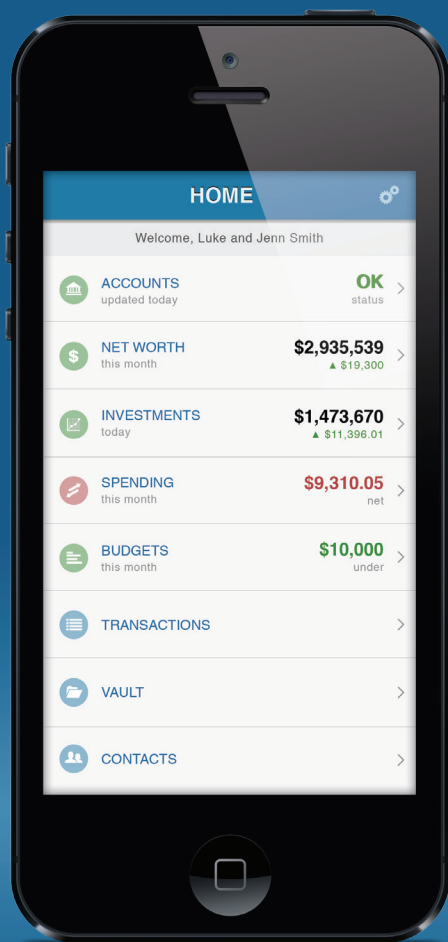 HOME
Welcome, Luke and Jenn Smith
ACCOUNTS
updated today
OK
status
NET WORTH
this month
$2,935,539
▲ $19,300
INVESTMENTS
today
$1,473,670
▲ $11,396.01
SPENDING
this month
$9,310.05
net
BUDGETS
this month
$10,000
under
TRANSACTIONS
VAULT
CONTACTS